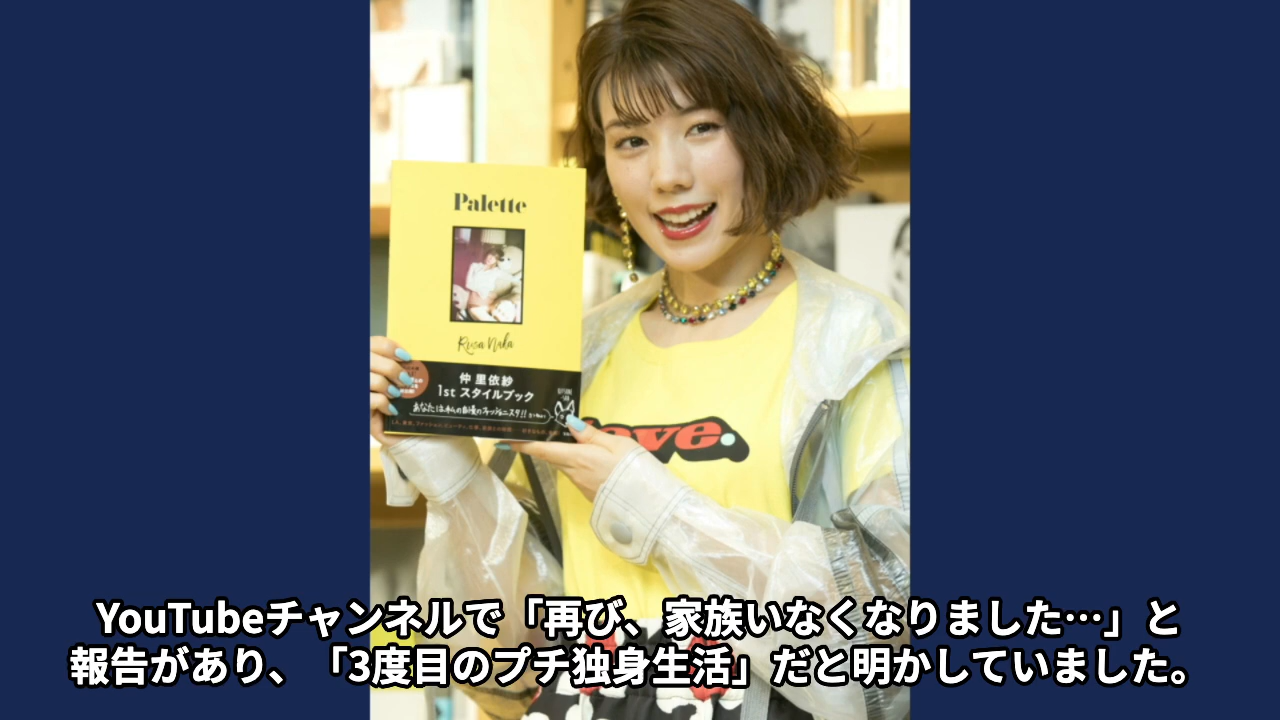 Palette
Risa Naka
仲 里依紗
1st スタイルブック
love.
YouTubeチャンネルで「再び、家族いなくなりました…」と
報告があり、「3度目のプチ独身生活」だと明かしていました。